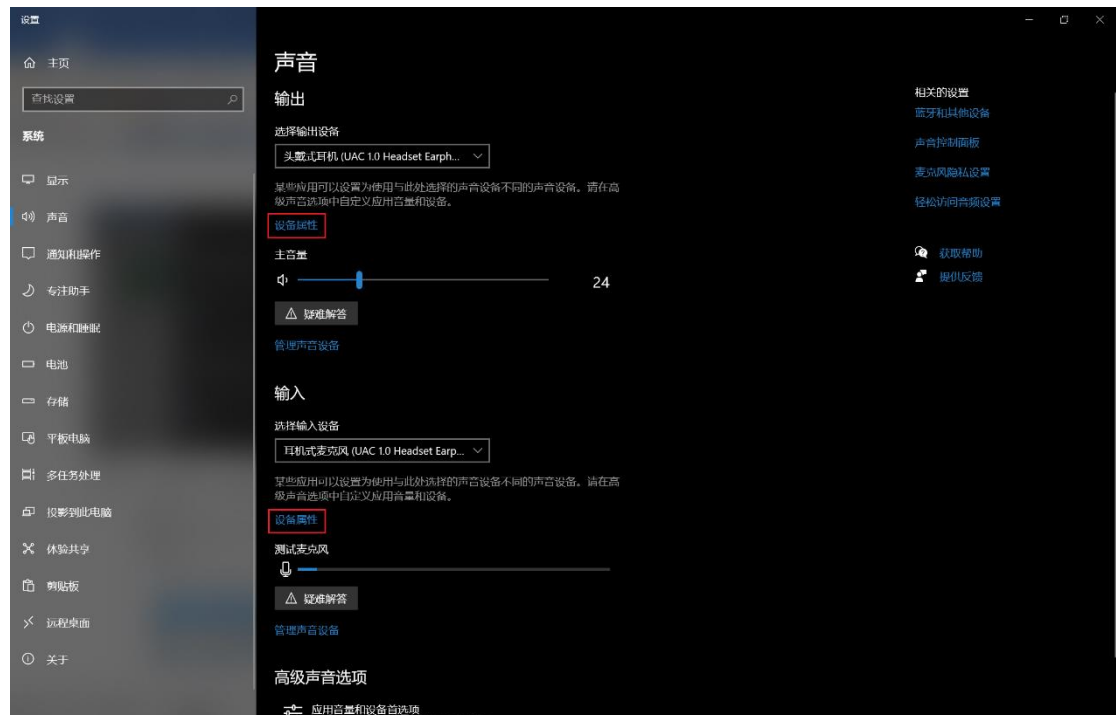 设置
主页
查找设置
系统
显示
声音
通知和操作
专注助手
电源和睡眠
电池
存储
平板电脑
多任务处理
投影到此电脑
体验共享
剪贴板
远程桌面
关于
声音
输出
选择输出设备
头戴式耳机 (UAC 1.0 Headset Earph...
某些应用可以设置为使用与此处选择的声音设备不同的声音设备。请在高
级声音选项中自定义应用音量和设备。
设备属性
主音量
24
疑难解答
管理声音设备
输入
选择输入设备
耳机式麦克风 (UAC 1.0 Headset Earp...
某些应用可以设置为使用与此处选择的声音设备不同的声音设备。请在高
级声音选项中自定义应用音量和设备。
设备属性
测试麦克风
疑难解答
管理声音设备
高级声音选项
应用音量和设备首选项
相关的设置
蓝牙和其他设备
声音控制面板
麦克风隐私设置
轻松访问音频设置
获取帮助
提供反馈